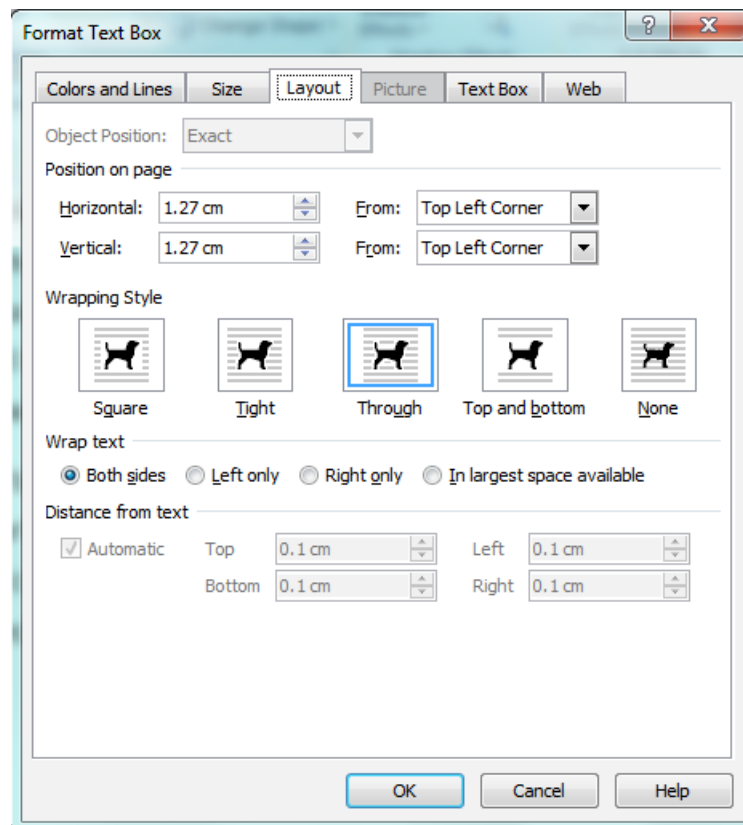 Format Text Box
Colors and Lines Size Layout Picture Text Box Web
Object Position: Exact
Position on page
Horizontal: 1.27 cm From: Top Left Corner
Vertical: 1.27 cm From: Top Left Corner
Wrapping Style
Square Tight Through Top and bottom None
Wrap text
Both sides Left only Right only In largest space available
Distance from text
Automatic Top 0.1 cm Left 0.1 cm
Bottom 0.1 cm Right 0.1 cm
OK Cancel Help